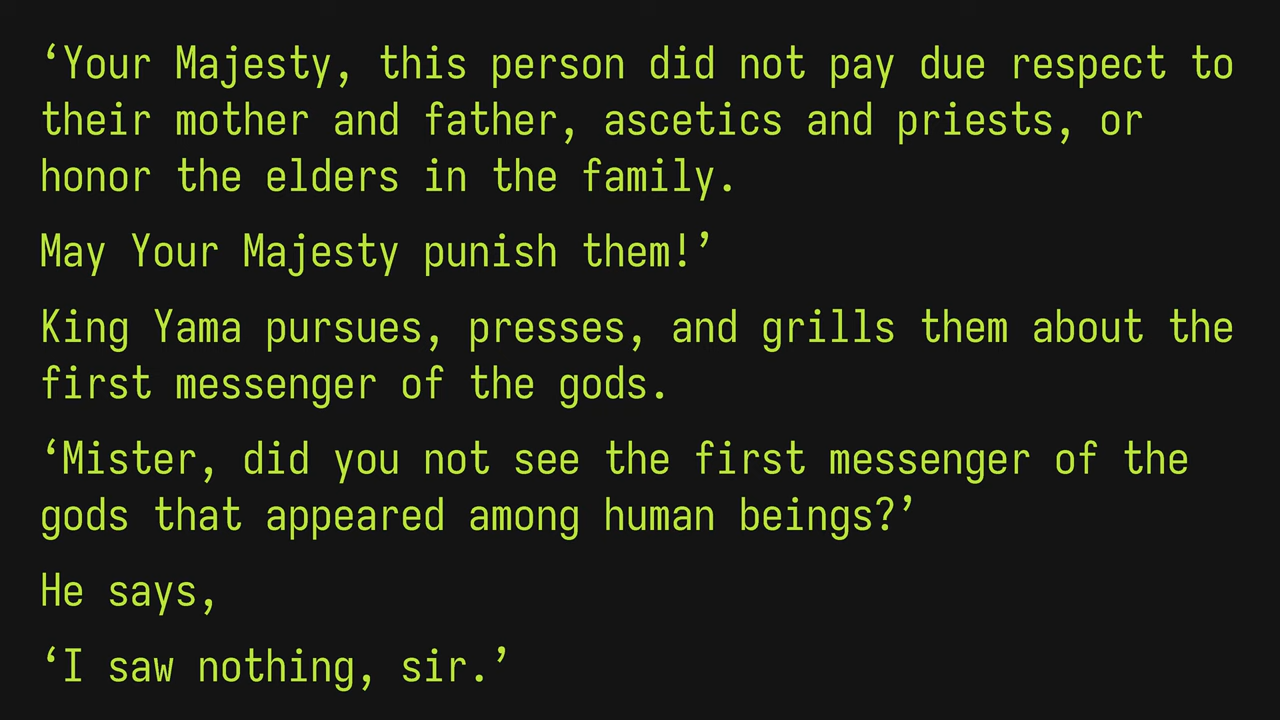 ‘Your Majesty, this person did not pay due respect to
their mother and father, ascetics and priests, or
honor the elders in the family.
May Your Majesty punish them!’
King Yama pursues, presses, and grills them about the
first messenger of the gods.
‘Mister, did you not see the first messenger of the
gods that appeared among human beings?’
He says,
‘I saw nothing, sir.’